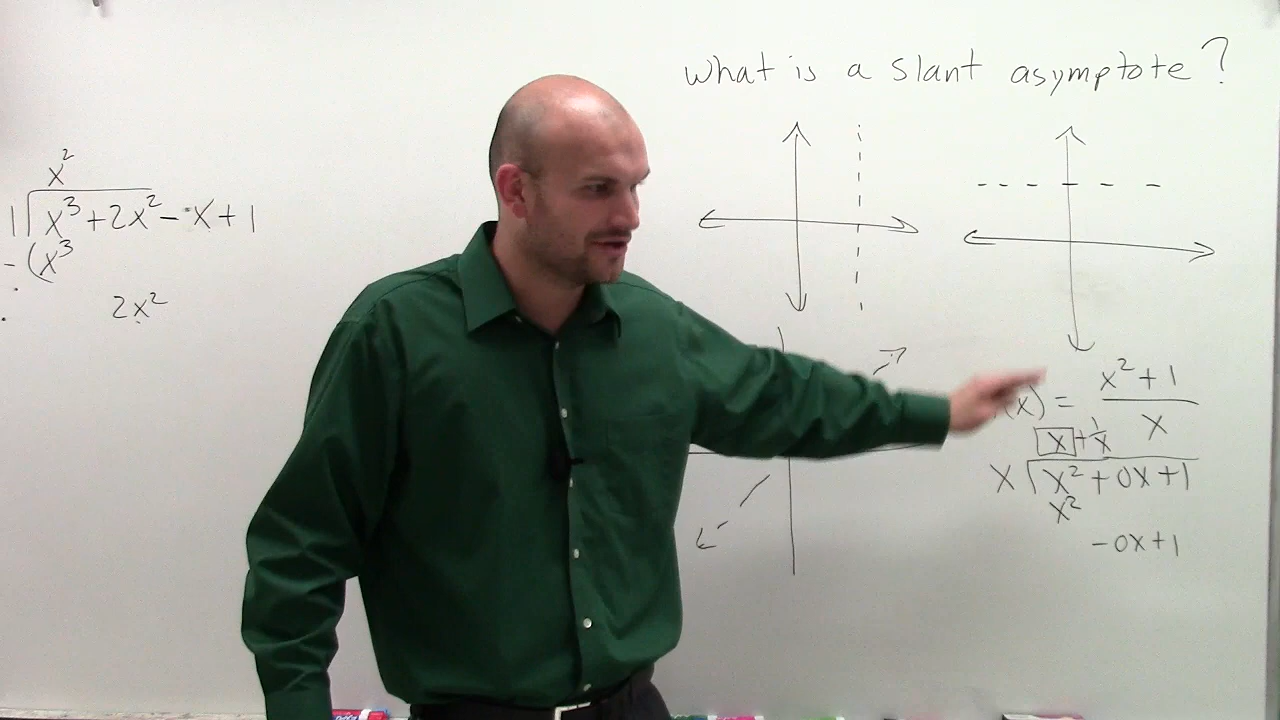 What is a slant asymptote?
x²
1 x³+2x²-x+1
-(x³
2x²
(x) = x²+1
x
x + 1/x
x x²+0x+1
x²
-0x+1